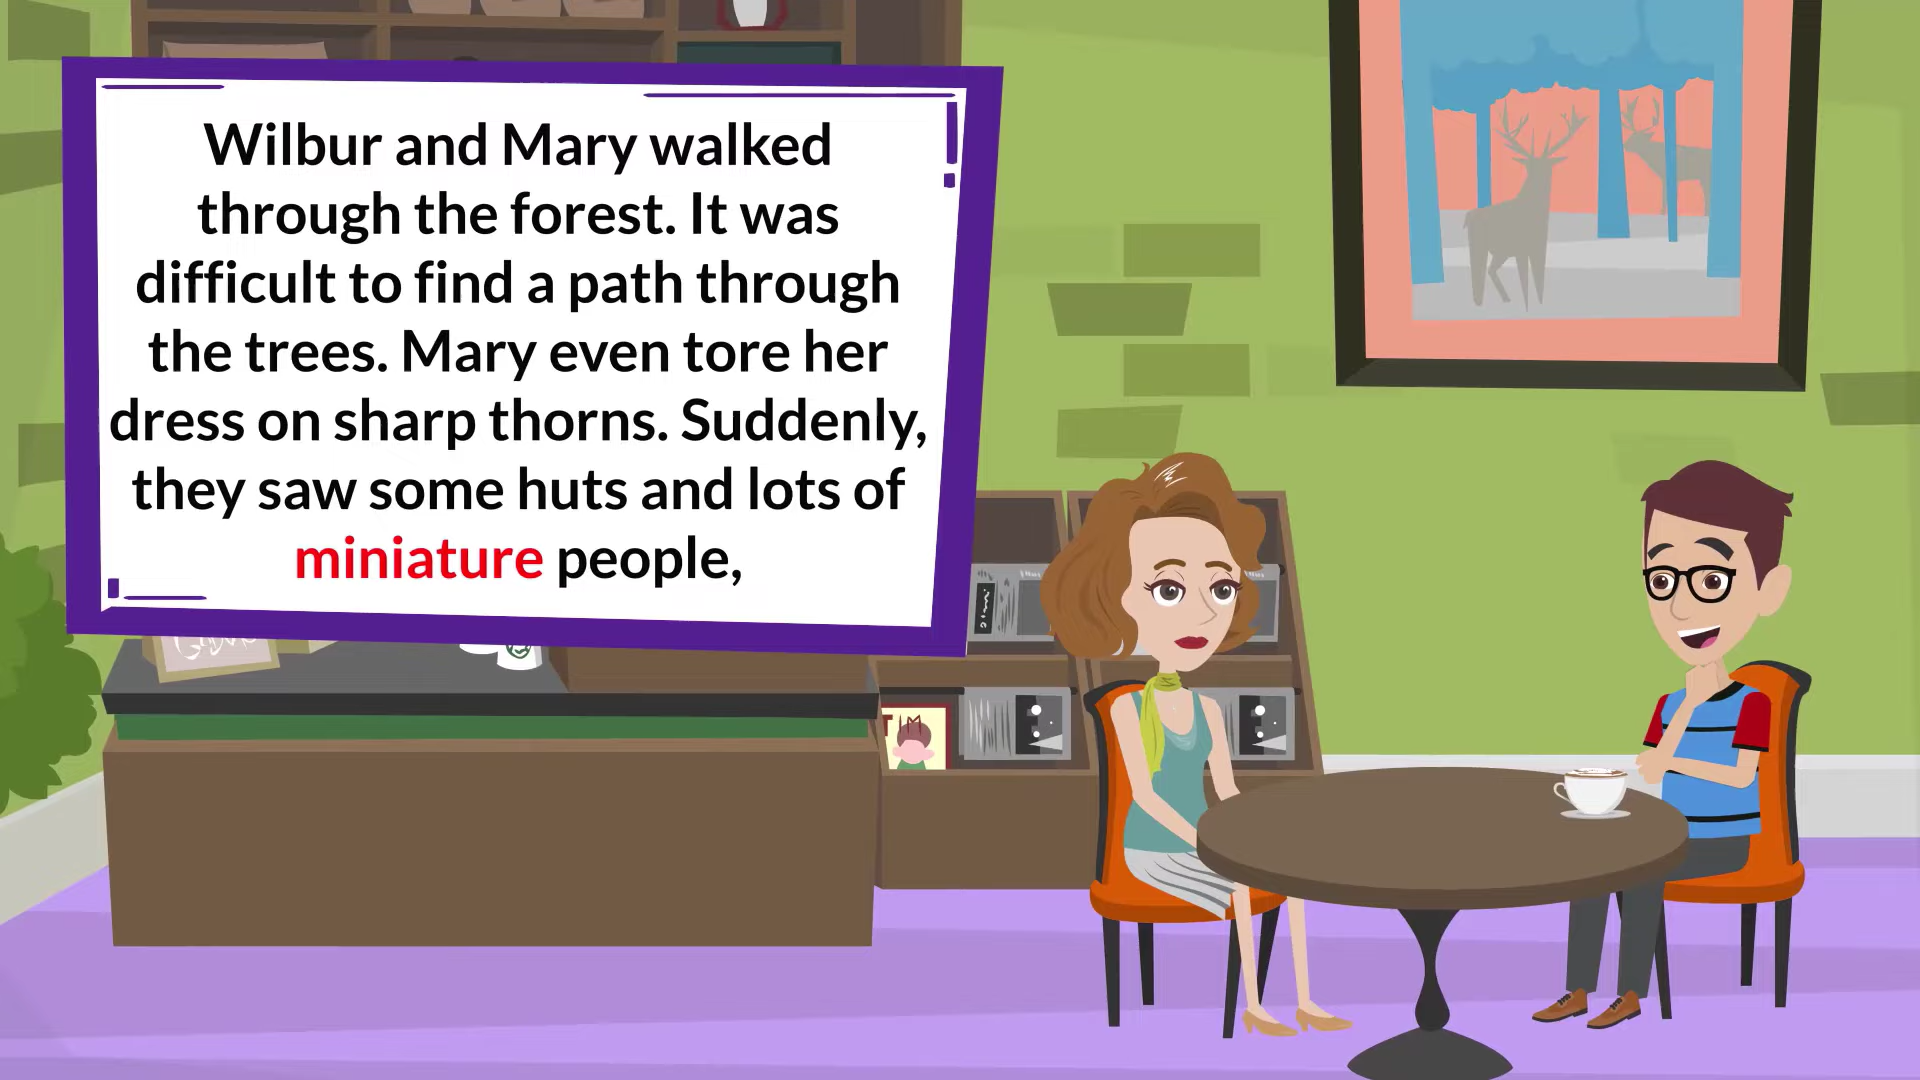 Wilbur and Mary walked
through the forest. It was
difficult to find a path through
the trees. Mary even tore her
dress on sharp thorns. Suddenly,
they saw some huts and lots of
miniature people,